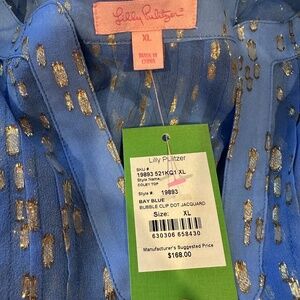 Lilly Pulitzer
XL
MADE IN
CHINA
Lilly PLlitzer
SKU #
19893 521KG1 XL
Style Name:
COLEY TOP
Style # 19893
BAY BLUE
BUBBLE CLIP DOT JACQUARD
Size: XL
630306 658430
Manufacturer's Suggested Price
$168.00